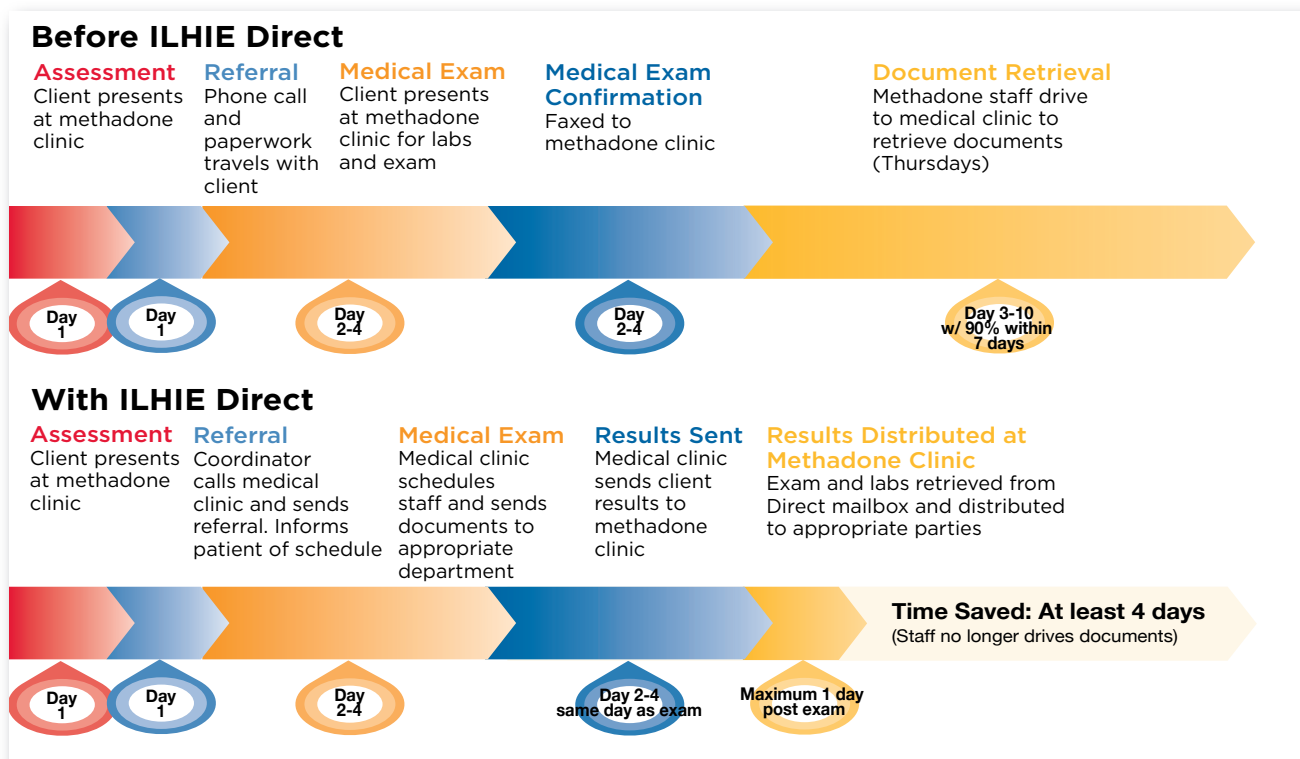 Before ILHIE Direct
Assessment
Client presents
at methadone
clinic
Referral
Phone call
and
paperwork
travels with
client
Medical Exam
Client presents
at methadone
clinic for labs
and exam
Medical Exam
Confirmation
Faxed to
methadone clinic
Document Retrieval
Methadone staff drive
to medical clinic to
retrieve documents
(Thursdays)
Day
1
Day
1
Day
2-4
Day
2-4
Day 3-10
w/ 90% within
7 days
With ILHIE Direct
Assessment
Client presents
at methadone
clinic
Referral
Coordinator
calls medical
clinic and sends
referral. Informs
patient of schedule
Medical Exam
Medical clinic
schedules
staff and sends
documents to
appropriate
department
Results Sent
Medical clinic
sends client
results to
methadone
clinic
Results Distributed at
Methadone Clinic
Exam and labs retrieved from
Direct mailbox and distributed
to appropriate parties
Time Saved: At least 4 days
(Staff no longer drives documents)
Day
1
Day
1
Day
2-4
Day 2-4
same day as exam
Maximum 1 day
post exam